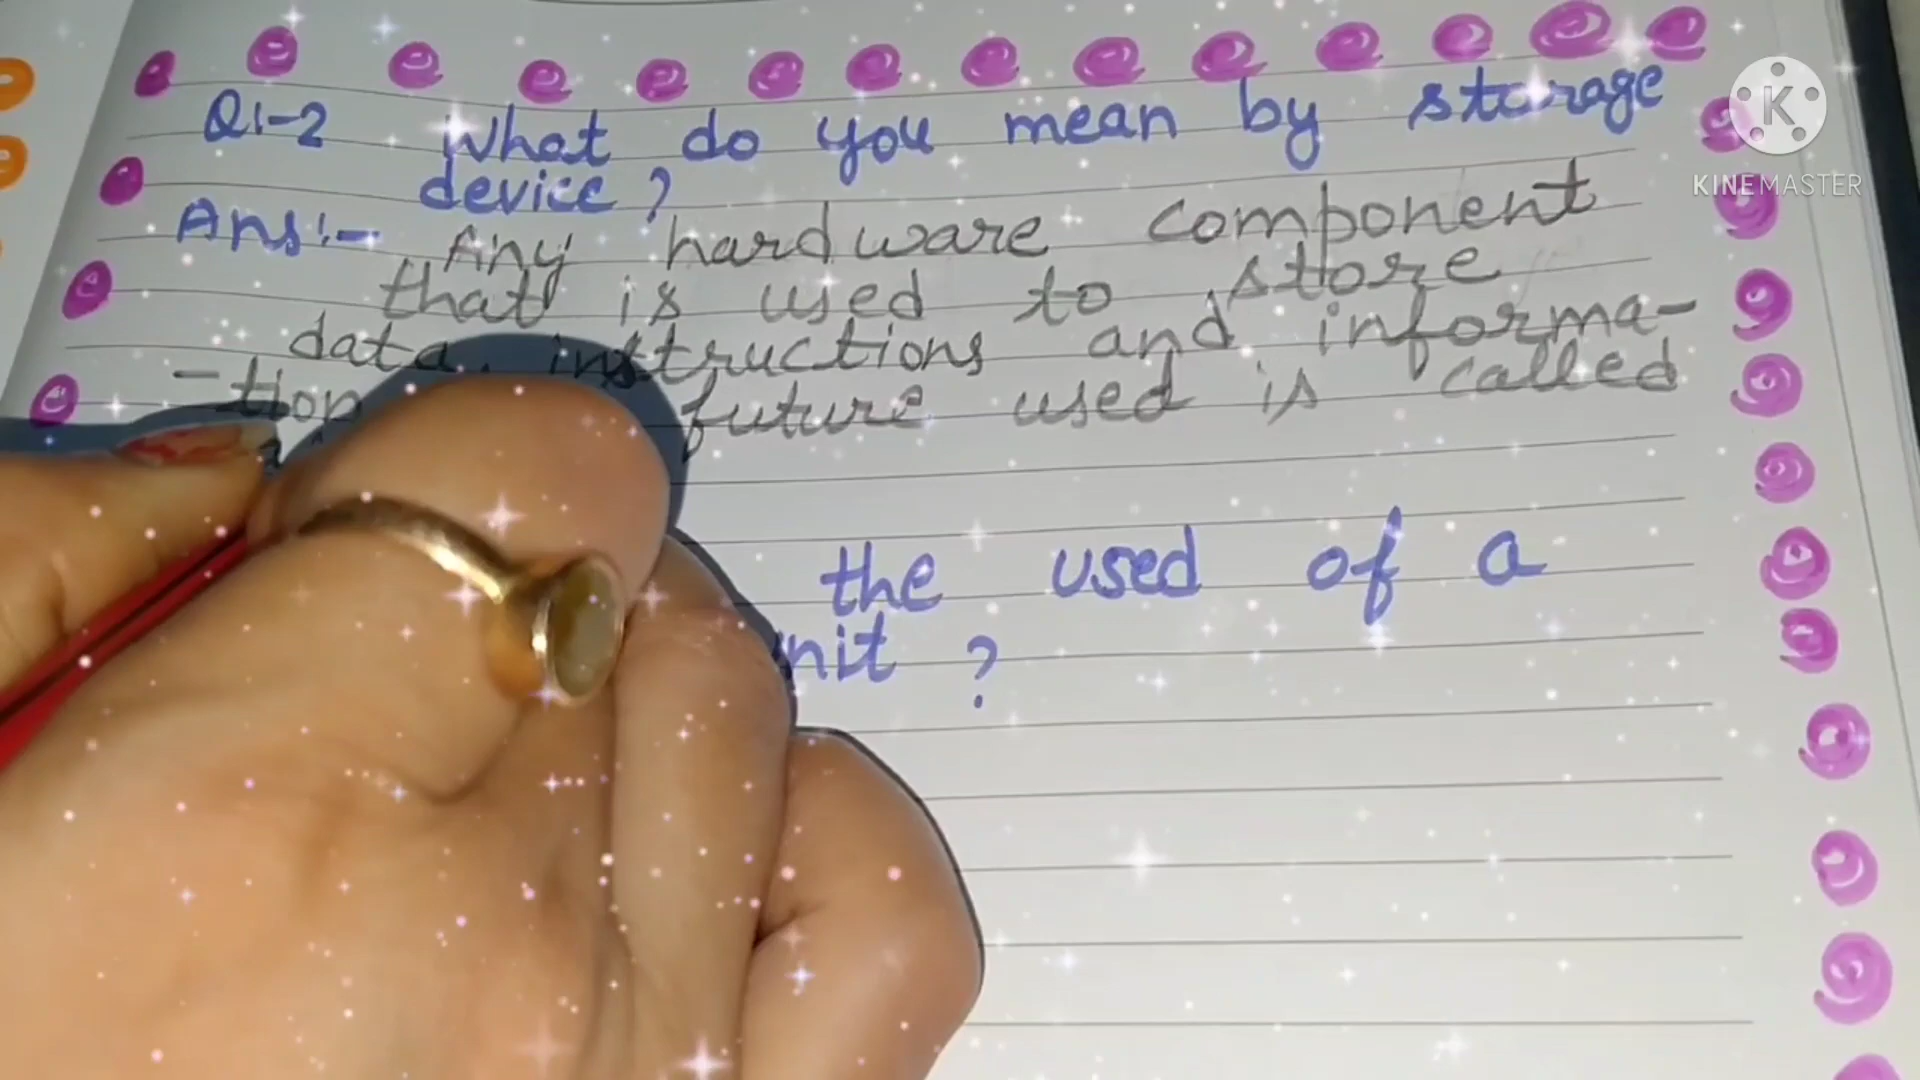 Q1-2 What do you mean by storage
device?
Ans:- Any hardware component
that is used to store
data, instructions and informa-
-tion future used is called
a
the used of a
unit ?
KINEMASTER